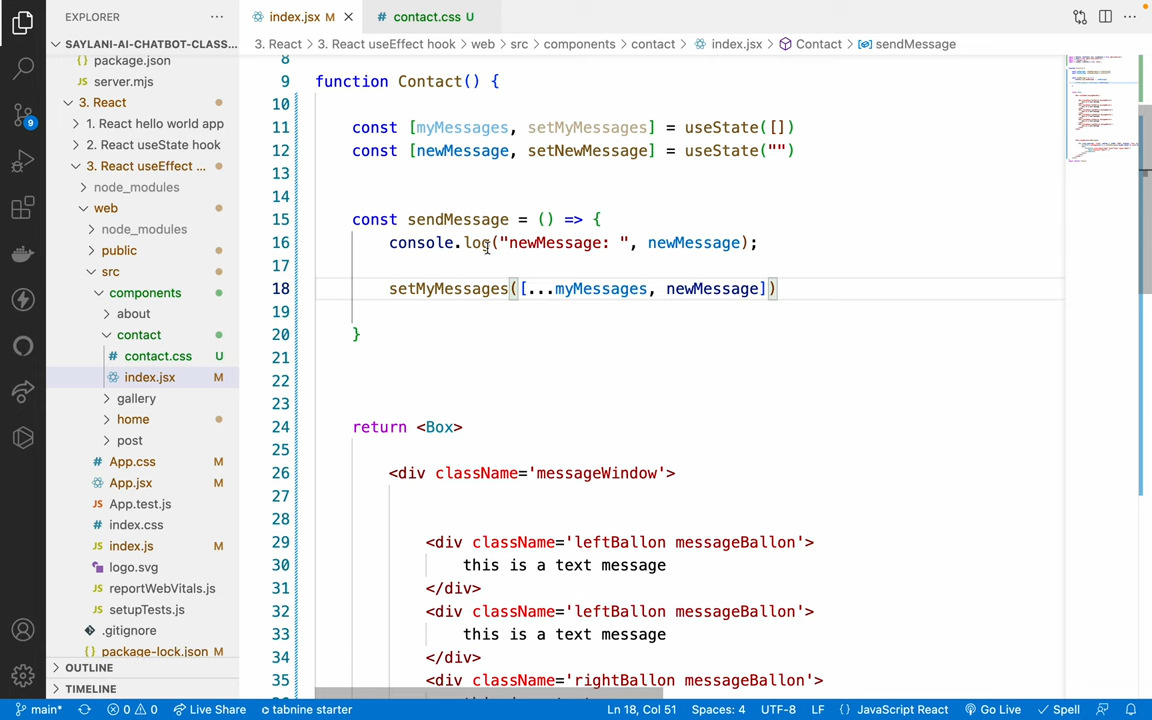 EXPLORER
index.jsx M
contact.css U
SAYLANI-AI-CHATBOT-CLASS...
3. React > 3. React useEffect hook > web > src > components > contact > index.jsx > Contact > sendMessage
package.json
server.mjs
3. React
1. React hello world app
2. React useState hook
3. React useEffect ...
node_modules
web
node_modules
public
src
components
about
contact
contact.css U
index.jsx M
gallery
home
post
App.css M
App.jsx M
App.test.js
index.css
index.js M
logo.svg
reportWebVitals.js
setupTests.js
.gitignore
package-lock.json M
OUTLINE
TIMELINE
9
8
9 function Contact() {
10
11 const [myMessages, setMyMessages] = useState([])
12 const [newMessage, setNewMessage] = useState("")
13
14
15 const sendMessage = () => {
16 console.log("newMessage: ", newMessage);
17
18 setMyMessages([...myMessages, newMessage])
19
20 }
21
22
23
24 return <Box>
25
26 <div className='messageWindow'>
27
28
29 <div className='leftBallon messageBallon'>
30 this is a text message
31 </div>
32 <div className='leftBallon messageBallon'>
33 this is a text message
34 </div>
35 <div className='rightBallon messageBallon'>
main* 0 0 Live Share tabnine starter Ln 18, Col 51 Spaces: 4 UTF-8 LF {} JavaScript React Go Live Spell